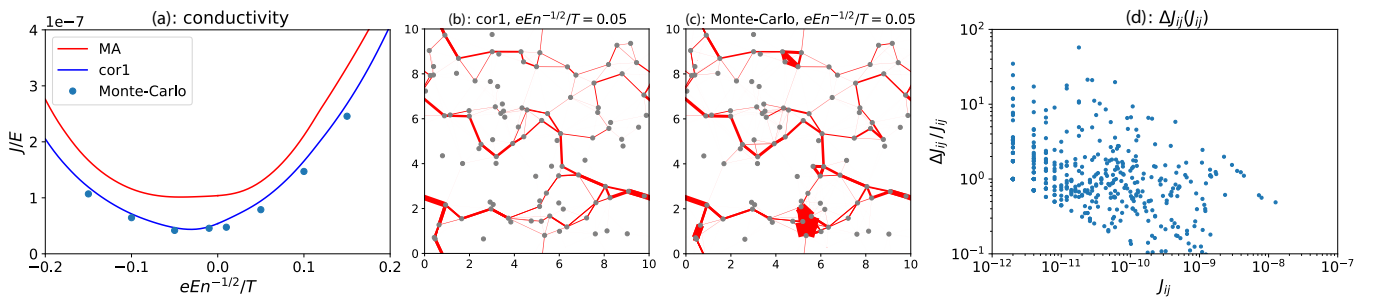 (a): conductivity
1e−7
MA
cor1
Monte-Carlo
J/E
4
3
2
1
0
−0.2 −0.1 0.0 0.1 0.2
eEn^{-1/2}/T
(b): cor1, eEn^{-1/2}/T = 0.05
10
8
6
4
2
0
0 2 4 6 8 10
(c): Monte-Carlo, eEn^{-1/2}/T = 0.05
10
8
6
4
2
0
0 2 4 6 8 10
(d): ΔJ_{ij}(J_{ij})
ΔJ_{ij}/J_{ij}
10^2
10^1
10^0
10^{−1}
10^{−12} 10^{−11} 10^{−10} 10^{−9} 10^{−8} 10^{−7}
J_{ij}